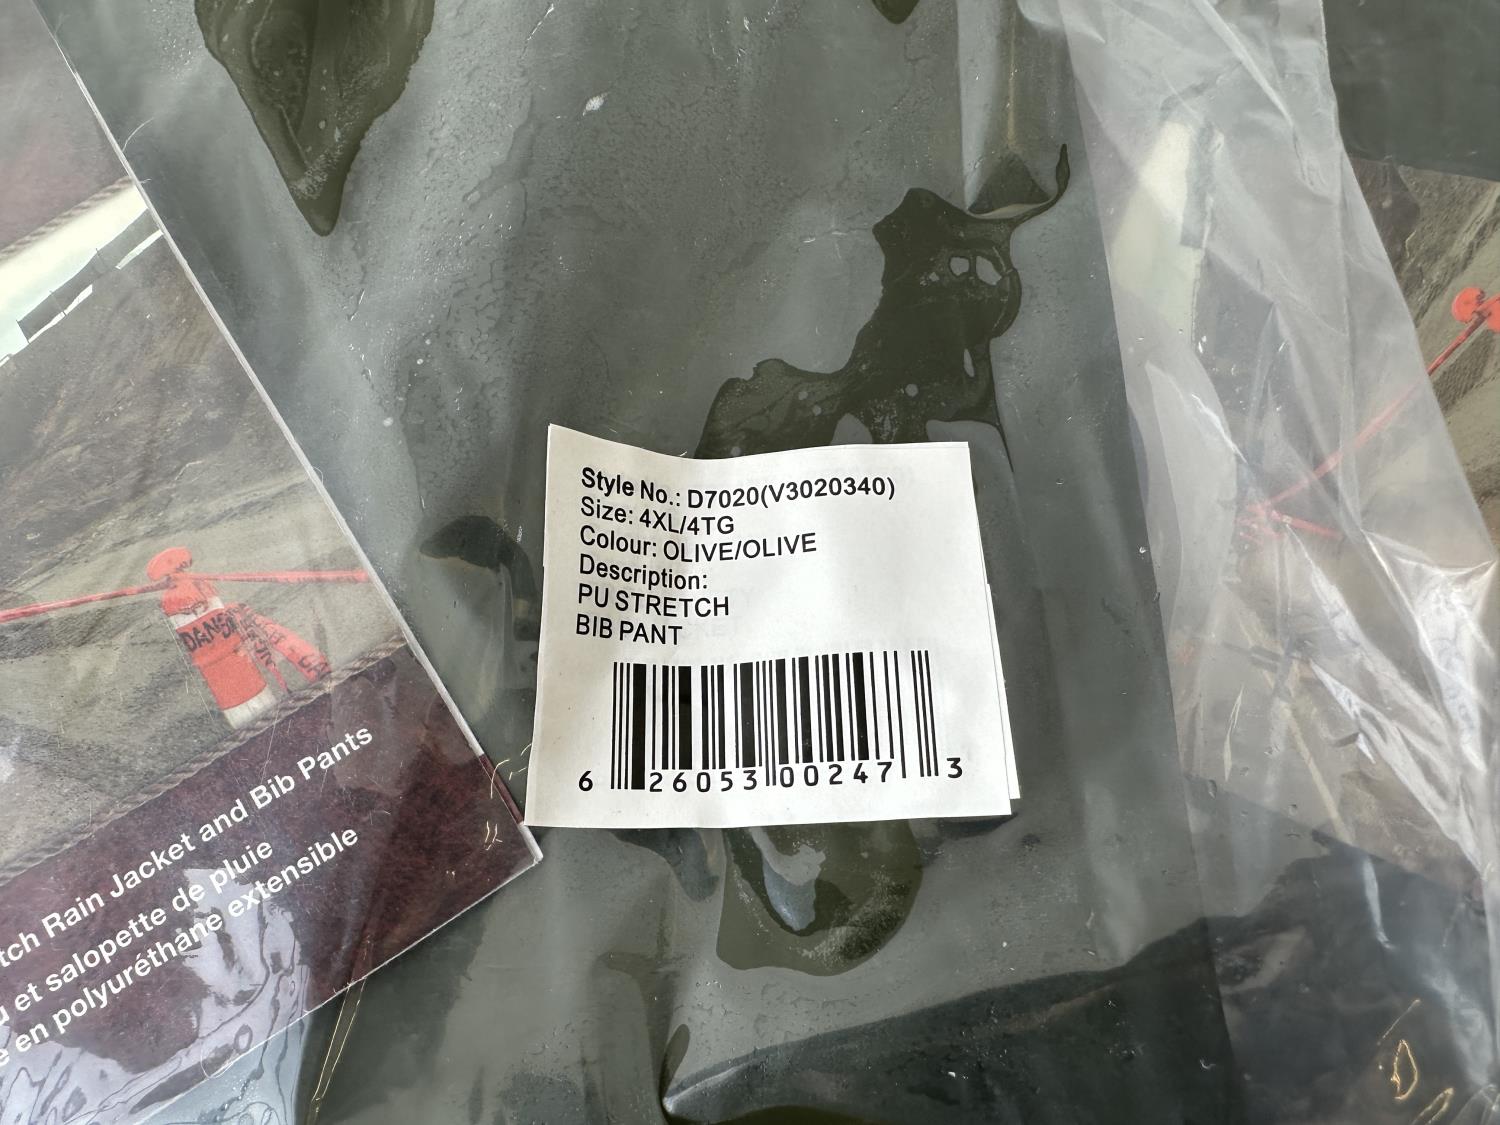 Style No.: D7020(V3020340)
Size: 4XL/4TG
Colour: OLIVE/OLIVE
Description:
PU STRETCH
BIB PANT
6 26053 00247 3
DANS
tch Rain Jacket and Bib Pants
et salopette de pluie
en polyuréthane extensible